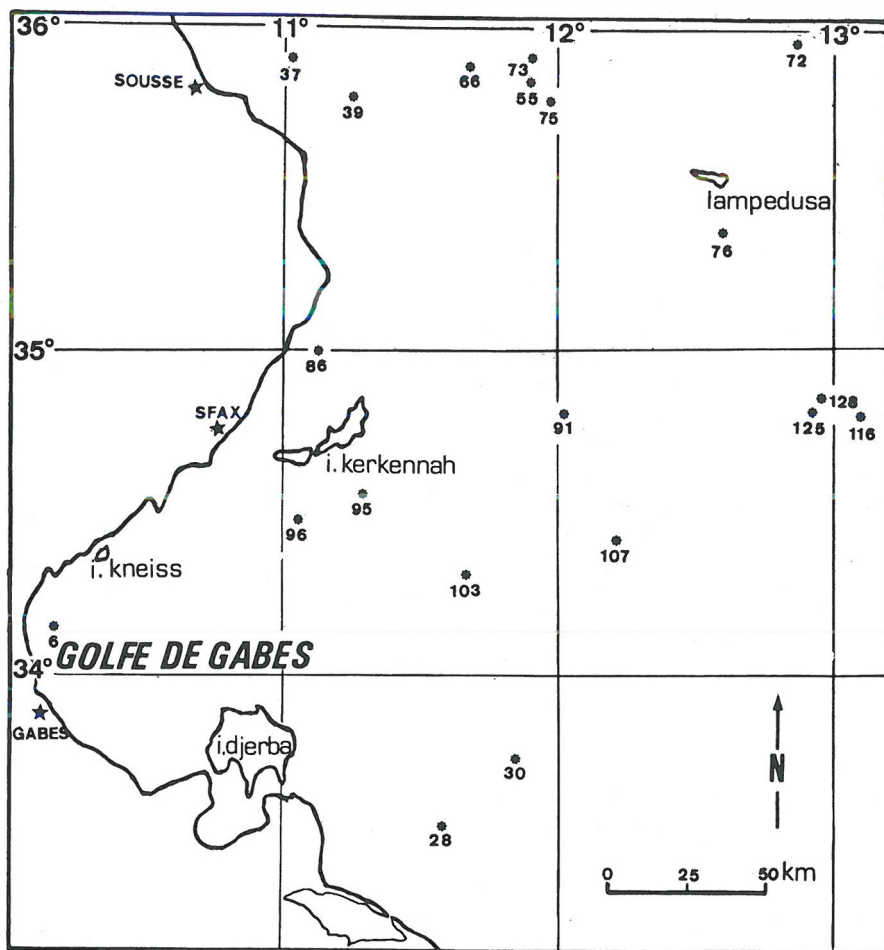 36° 11° 12° 13°
37
66
73
72
SOUSSE
39
55
75
lampedusa
76
35°
86
SFAX
91
128
125
116
i. kerkennah
95
96
107
i. kneiss
103
6
GOLFE DE GABES
34°
GABES
i.djerba
30
N
28
0 25 50 km